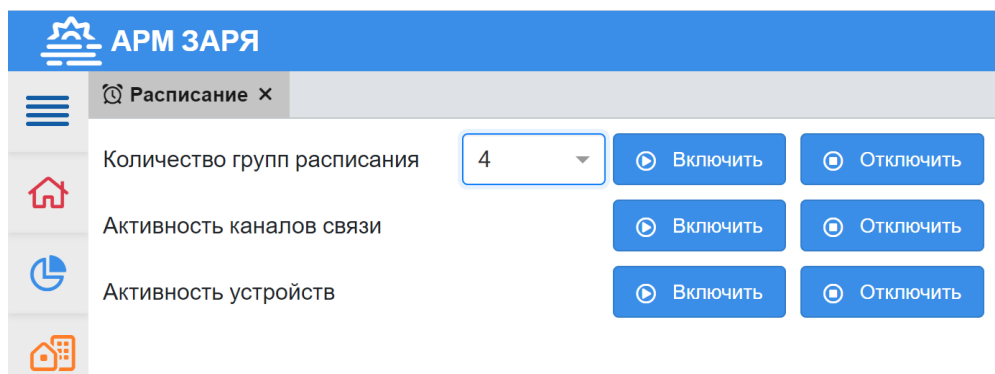 АРМ ЗАРЯ
Расписание ×
Количество групп расписания 4 Включить Отключить
Активность каналов связи Включить Отключить
Активность устройств Включить Отключить